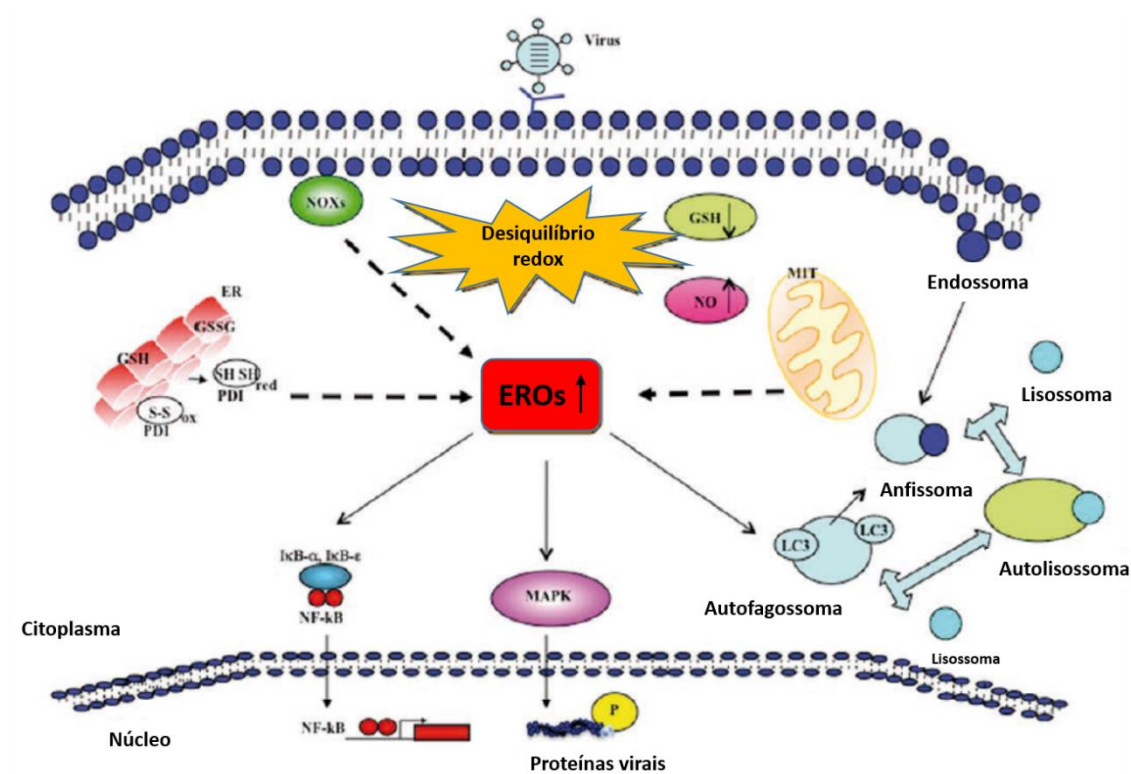 Virus
NOXs
Desiquilíbrio
redox
GSH
NO
MIT
Endossoma
ER
GSSG
GSH
SH SH
red
PDI
S-S
ox
PDI
EROs
Lisossoma
Anfissoma
LC3
LC3
Autolisossoma
Autofagossoma
IκB-α, IκB-ε
NF-kB
MAPK
Citoplasma
Lisossoma
Núcleo
NF-kB
P
Proteínas virais